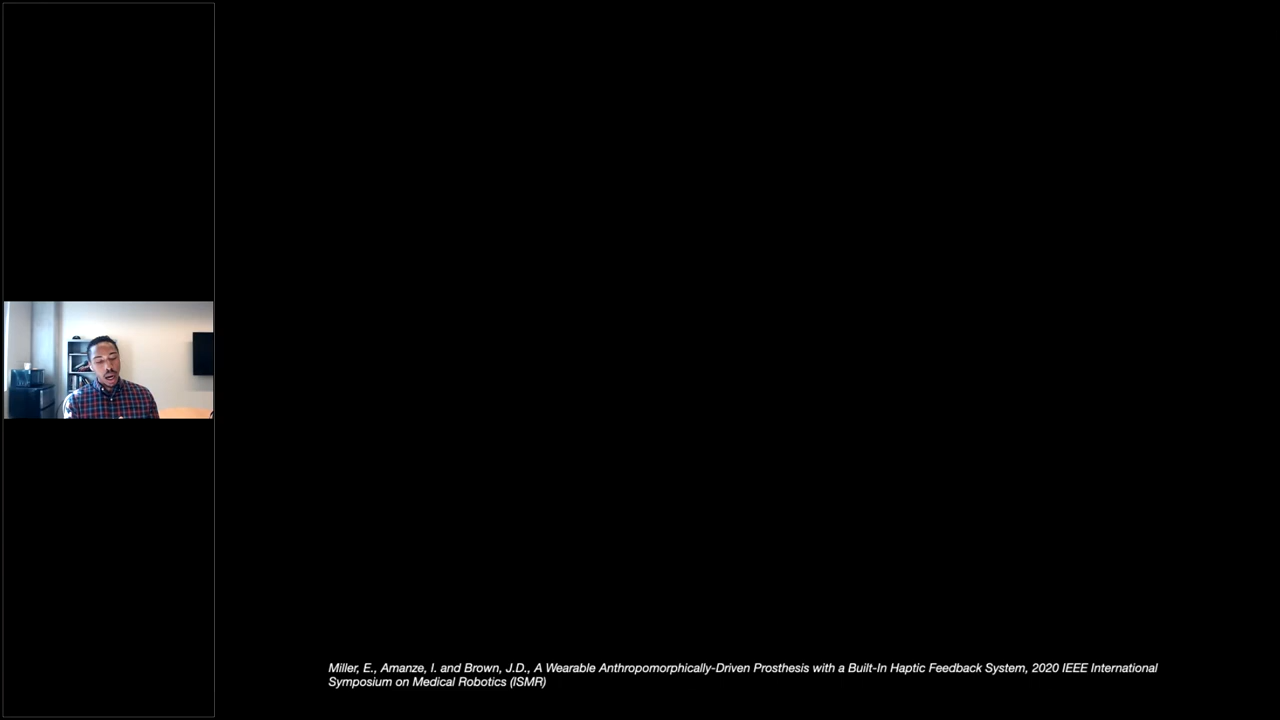 Miller, E., Amanze, I. and Brown, J.D., A Wearable Anthropomorphically-Driven Prosthesis with a Built-In Haptic Feedback System, 2020 IEEE International
Symposium on Medical Robotics (ISMR)